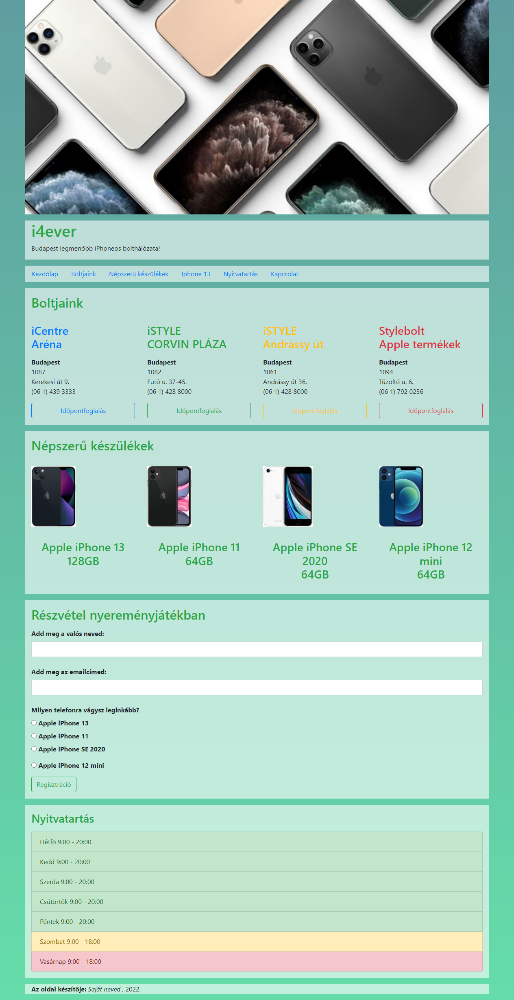 i4ever
Budapest legmenőbb iPhoneos bolthálózata!
Kezdőlap Boltjaink Népszerű készülékek Iphone 13 Nyitvatartás Kapcsolat
Boltjaink
iCentre
Aréna
Budapest
1087
Kerekesi út 9.
(06 1) 439 3333
Időpontfoglalás
iSTYLE
CORVIN PLÁZA
Budapest
1082
Futó u. 37-45.
(06 1) 428 8000
Időpontfoglalás
iSTYLE
Andrássy út
Budapest
1061
Andrássy út 36.
(06 1) 428 8000
Időpontfoglalás
Stylebolt
Apple termékek
Budapest
1094
Tűzoltó u. 6.
(06 1) 792 0236
Időpontfoglalás
Népszerű készülékek
Apple iPhone 13
128GB
Apple iPhone 11
64GB
Apple iPhone SE
2020
64GB
Apple iPhone 12
mini
64GB
Részvétel nyereményjátékban
Add meg a valós neved:
Add meg az emailcímed:
Milyen telefonra vágysz leginkább?
Apple iPhone 13
Apple iPhone 11
Apple iPhone SE 2020
Apple iPhone 12 mini
Regisztráció
Nyitvatartás
Hétfő 9:00 - 20:00
Kedd 9:00 - 20:00
Szerda 9:00 - 20:00
Csütörtök 9:00 - 20:00
Péntek 9:00 - 20:00
Szombat 9:00 - 18:00
Vasárnap 9:00 - 18:00
Az oldal készítője: Saját neved , 2022.